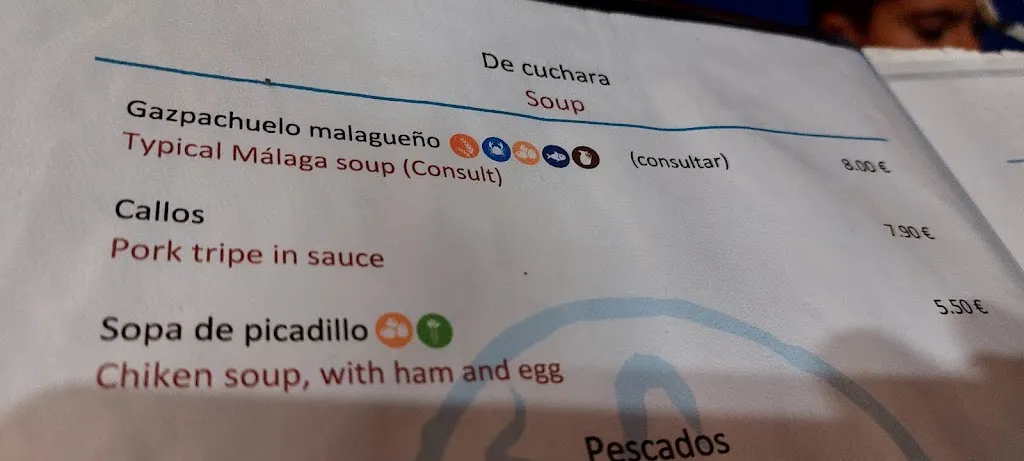 De cuchara
Soup
Gazpachuelo malagueño (consultar) 8.00 €
Typical Málaga soup (Consult)
Callos 7.90 €
Pork tripe in sauce
Sopa de picadillo 5.50 €
Chiken soup, with ham and egg
Pescados